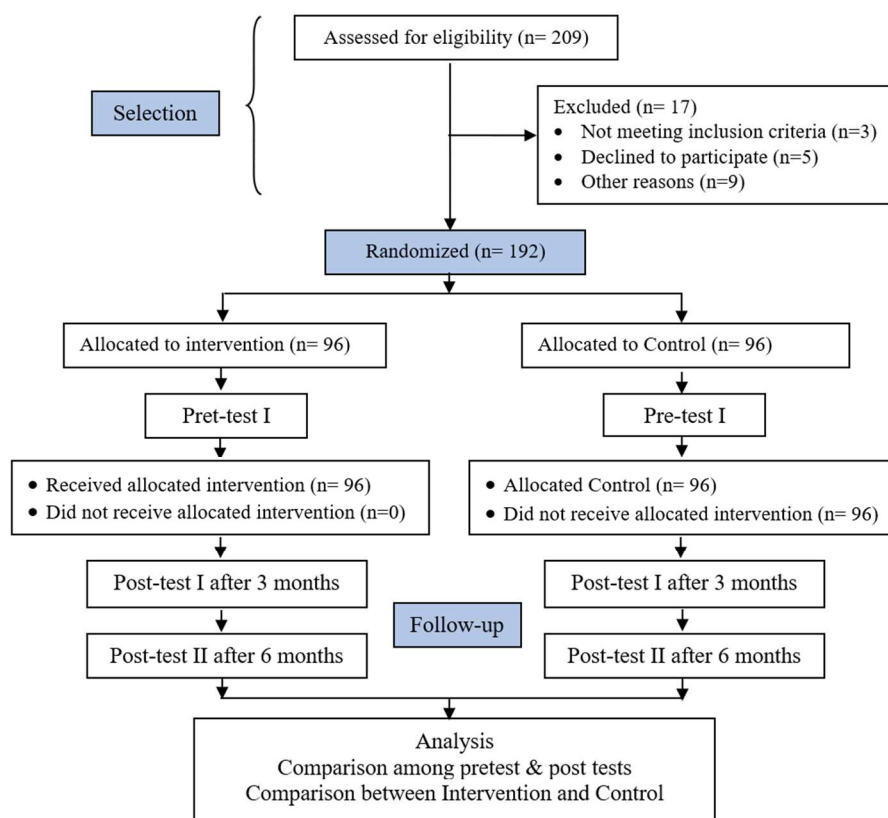 Assessed for eligibility (n= 209)
Selection
Excluded (n= 17)
• Not meeting inclusion criteria (n=3)
• Declined to participate (n=5)
• Other reasons (n=9)
Randomized (n= 192)
Allocated to intervention (n= 96)
Allocated to Control (n= 96)
Pret-test I
Pre-test I
• Received allocated intervention (n= 96)
• Did not receive allocated intervention (n=0)
• Allocated Control (n= 96)
• Did not receive allocated intervention (n= 96)
Post-test I after 3 months
Post-test I after 3 months
Follow-up
Post-test II after 6 months
Post-test II after 6 months
Analysis
Comparison among pretest & post tests
Comparison between Intervention and Control